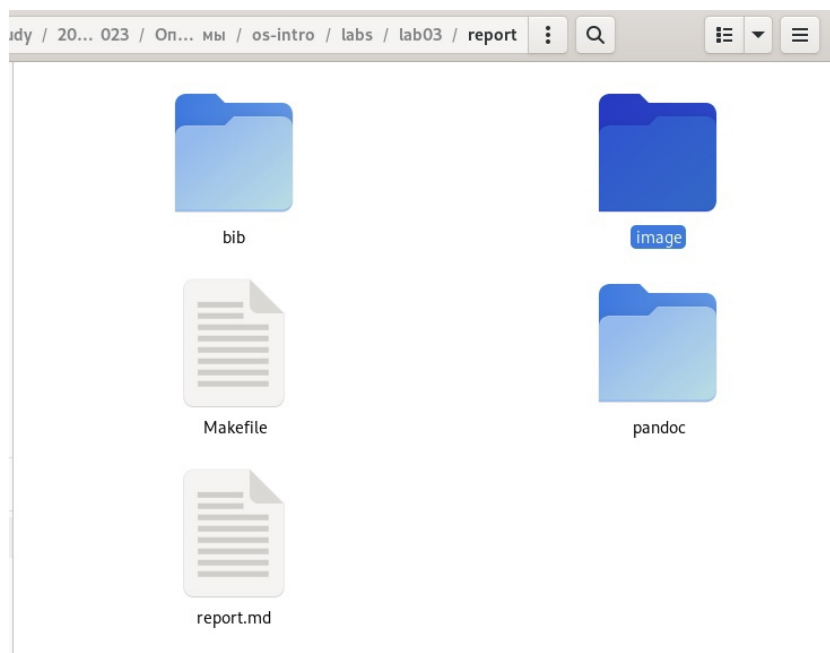 udy / 20... 023 / Оп... мы / os-intro / labs / lab03 / report
bib
image
Makefile
pandoc
report.md